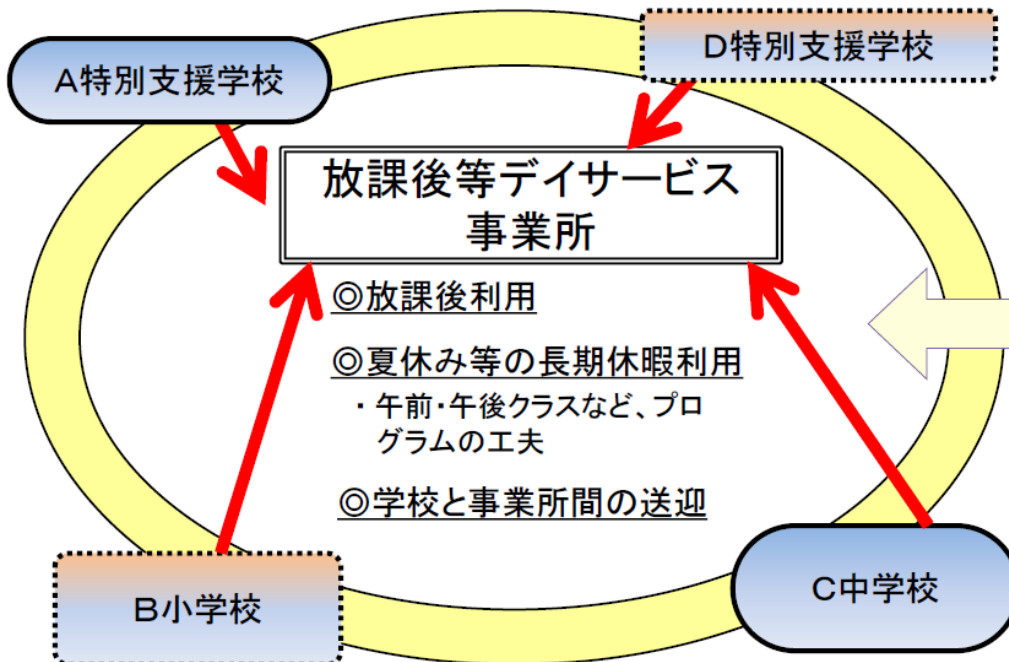 A特別支援学校
D特別支援学校
放課後等デイサービス
事業所
◎放課後利用
◎夏休み等の長期休暇利用
・午前・午後クラスなど、プロ
グラムの工夫
◎学校と事業所間の送迎
B小学校
C中学校